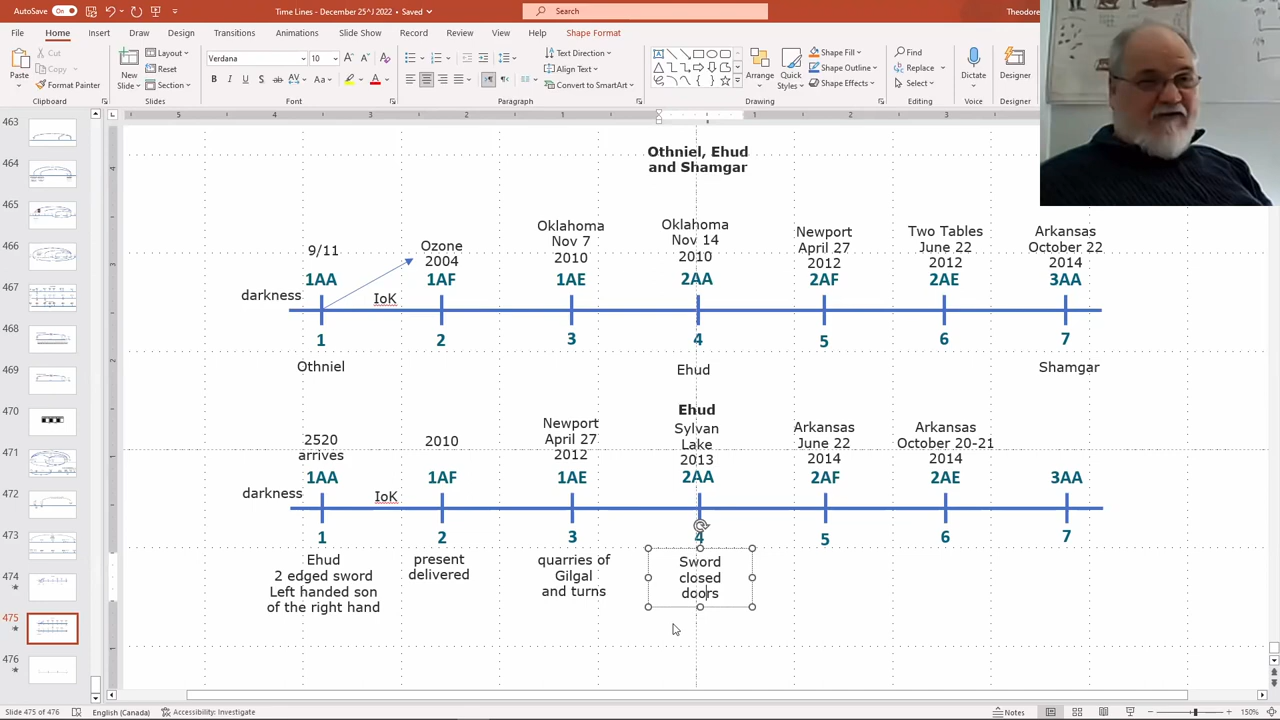 AutoSave On
Time Lines - December 25^J 2022 • Saved
Search
Theodore
File Home Insert Draw Design Transitions Animations Slide Show Record Review View Help Shape Format
Paste
Cut
Copy
Format Painter
Clipboard
New Slide
Layout
Reset
Section
Slides
Verdana 10
Font
Text Direction
Align Text
Convert to SmartArt
Paragraph
Arrange
Quick Styles
Shape Fill
Shape Outline
Shape Effects
Drawing
Find
Replace
Select
Editing
Dictate
Voice
Designer
Designer
463
464
465
466
467
468
469
470
471
472
473
474
475
476
Othniel, Ehud
and Shamgar
9/11
Ozone
2004
Oklahoma
Nov 7
2010
Oklahoma
Nov 14
2010
Newport
April 27
2012
Two Tables
June 22
2012
Arkansas
October 22
2014
1AA 1AF 1AE 2AA 2AF 2AE 3AA
darkness IoK
1 2 3 4 5 6 7
Othniel Ehud Shamgar
Ehud
2520
arrives
2010
Newport
April 27
2012
Sylvan
Lake
2013
Arkansas
June 22
2014
Arkansas
October 20-21
2014
1AA 1AF 1AE 2AA 2AF 2AE 3AA
darkness IoK
1 2 3 4 5 6 7
Ehud
2 edged sword
Left handed son
of the right hand
present
delivered
quarries of
Gilgal
and turns
Sword
closed
doors
Slide 475 of 476 English (Canada) Accessibility: Investigate Notes 150%